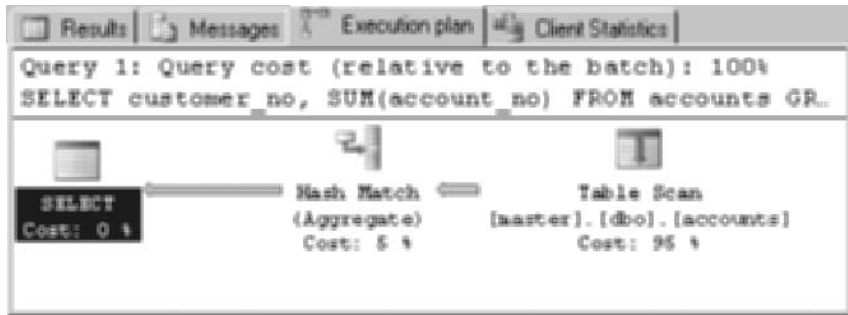 Results Messages Execution plan Client Statistics
Query 1: Query cost (relative to the batch): 100%
SELECT customer_no, SUM(account_no) FROM accounts GR…
SELECT
Cost: 0 %
Hash Match
(Aggregate)
Cost: 5 %
Table Scan
[master].[dbo].[accounts]
Cost: 95 %